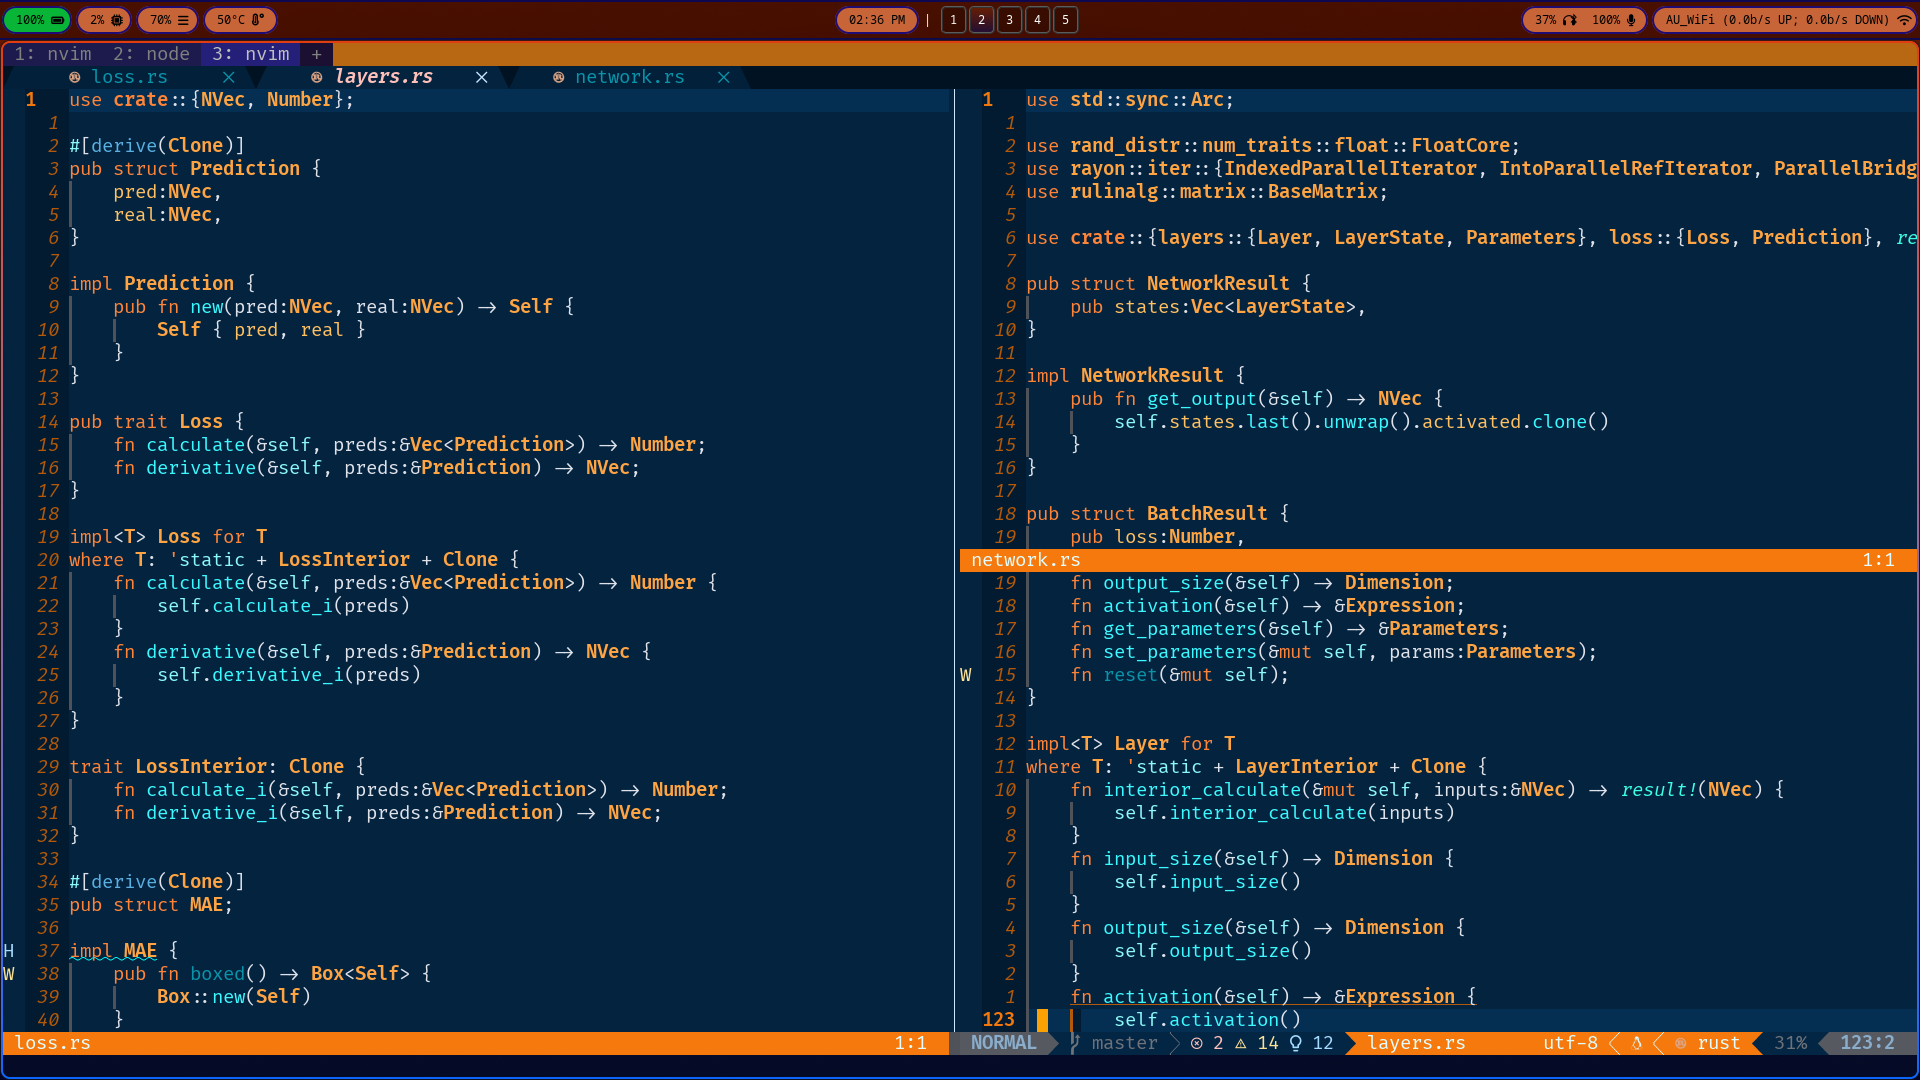 100% 2% 70% 50°C 02:36 PM | 1 2 3 4 5 37% 100% AU_WiFi (0.0b/s UP; 0.0b/s DOWN)
1: nvim 2: node 3: nvim +
loss.rs × layers.rs × network.rs ×
1 use crate::{NVec, Number};
1
2 #[derive(Clone)]
3 pub struct Prediction {
4 pred:NVec,
5 real:NVec,
6 }
7
8 impl Prediction {
9 pub fn new(pred:NVec, real:NVec) -> Self {
10 Self { pred, real }
11 }
12 }
13
14 pub trait Loss {
15 fn calculate(&self, preds:&Vec<Prediction>) -> Number;
16 fn derivative(&self, preds:&Prediction) -> NVec;
17 }
18
19 impl<T> Loss for T
20 where T: 'static + LossInterior + Clone {
21 fn calculate(&self, preds:&Vec<Prediction>) -> Number {
22 self.calculate_i(preds)
23 }
24 fn derivative(&self, preds:&Prediction) -> NVec {
25 self.derivative_i(preds)
26 }
27 }
28
29 trait LossInterior: Clone {
30 fn calculate_i(&self, preds:&Vec<Prediction>) -> Number;
31 fn derivative_i(&self, preds:&Prediction) -> NVec;
32 }
33
34 #[derive(Clone)]
35 pub struct MAE;
36
H 37 impl MAE {
W 38 pub fn boxed() -> Box<Self> {
39 Box::new(Self)
40 }
loss.rs 1:1
1 use std::sync::Arc;
1
2 use rand_distr::num_traits::float::FloatCore;
3 use rayon::iter::{IndexedParallelIterator, IntoParallelRefIterator, ParallelBridg
4 use rulinalg::matrix::BaseMatrix;
5
6 use crate::{layers::{Layer, LayerState, Parameters}, loss::{Loss, Prediction}, re
7
8 pub struct NetworkResult {
9 pub states:Vec<LayerState>,
10 }
11
12 impl NetworkResult {
13 pub fn get_output(&self) -> NVec {
14 self.states.last().unwrap().activated.clone()
15 }
16 }
17
18 pub struct BatchResult {
19 pub loss:Number,
network.rs 1:1
19 fn output_size(&self) -> Dimension;
18 fn activation(&self) -> &Expression;
17 fn get_parameters(&self) -> &Parameters;
16 fn set_parameters(&mut self, params:Parameters);
W 15 fn reset(&mut self);
14 }
13
12 impl<T> Layer for T
11 where T: 'static + LayerInterior + Clone {
10 fn interior_calculate(&mut self, inputs:&NVec) -> result!(NVec) {
9 self.interior_calculate(inputs)
8 }
7 fn input_size(&self) -> Dimension {
6 self.input_size()
5 }
4 fn output_size(&self) -> Dimension {
3 self.output_size()
2 }
1 fn activation(&self) -> &Expression {
123 self.activation()
NORMAL master 2 14 12 layers.rs utf-8 rust 31% 123:2